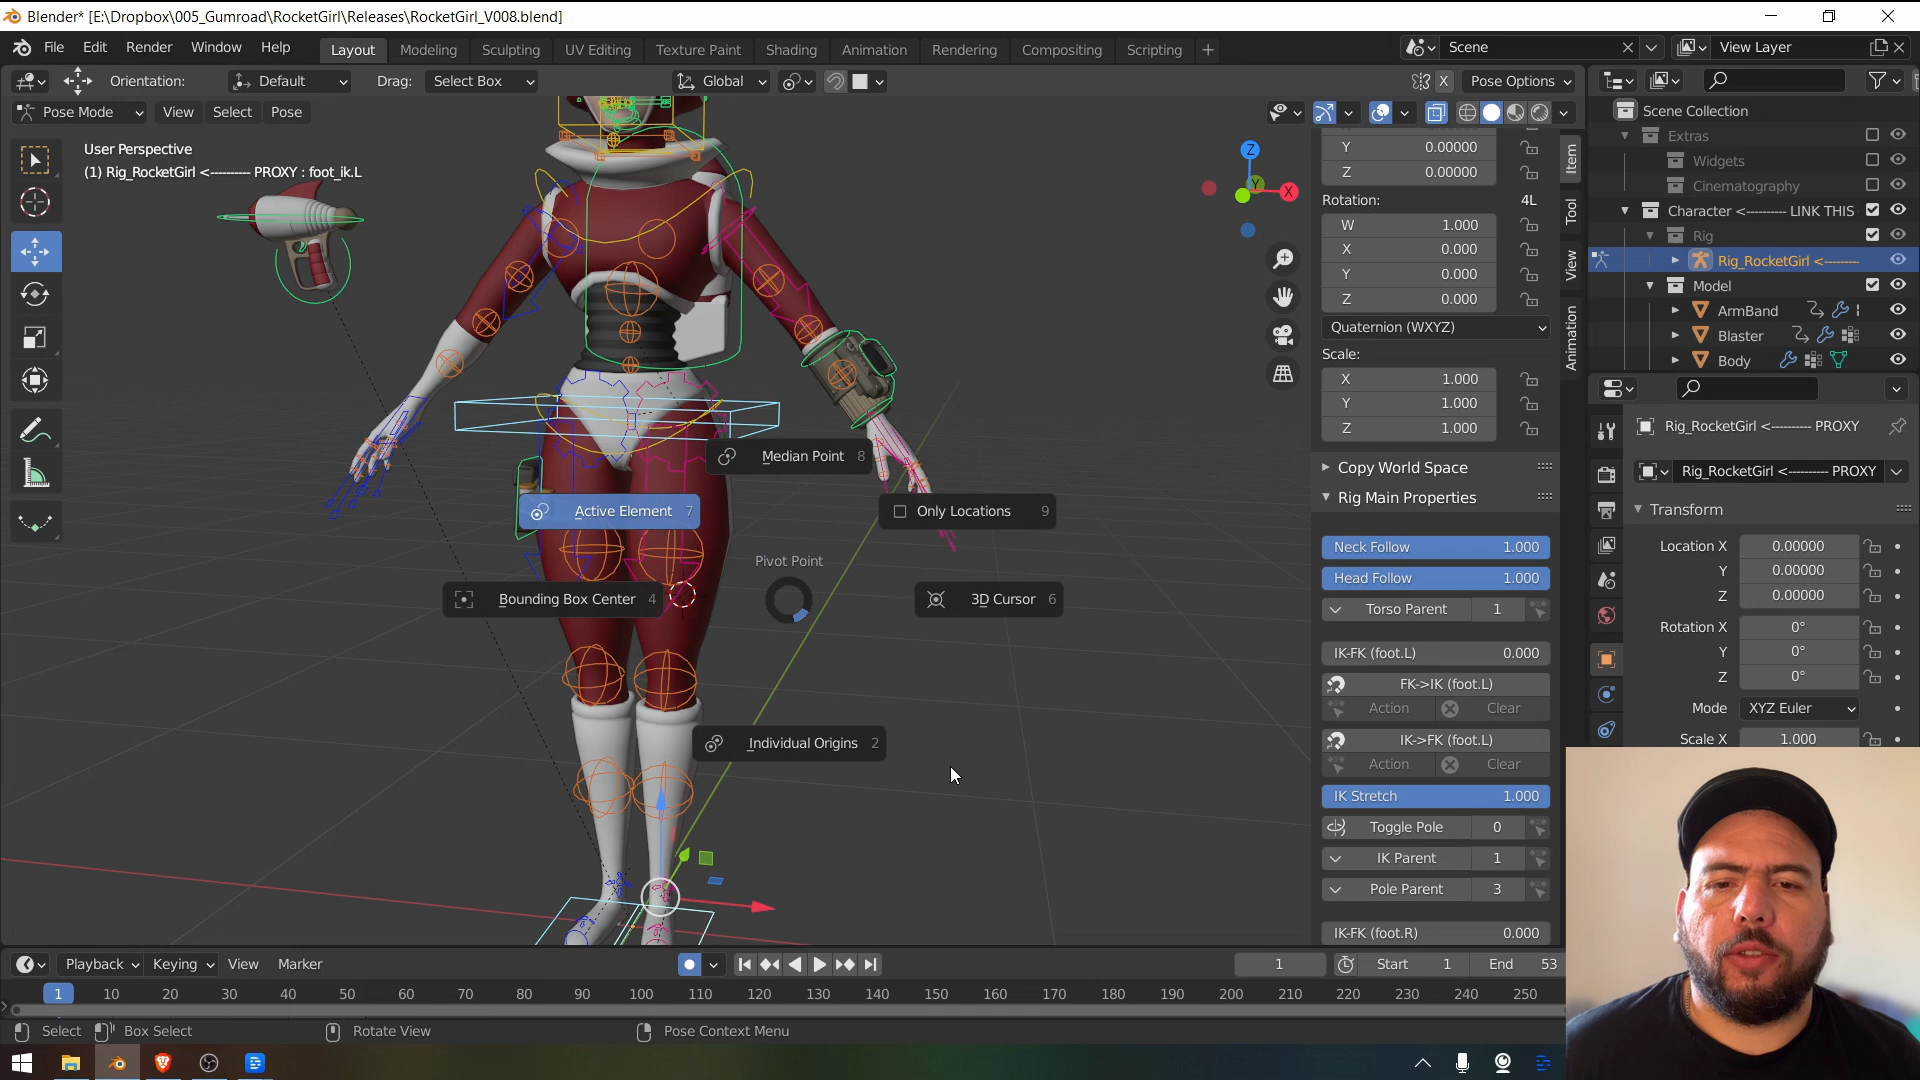 Blender* [E:\Dropbox\005_Gumroad\RocketGirl\Releases\RocketGirl_V008.blend]
File Edit Render Window Help
Layout Modeling Sculpting UV Editing Texture Paint Shading Animation Rendering Compositing Scripting +
Scene
View Layer
Orientation: Default Drag: Select Box Global X Pose Options
Pose Mode View Select Pose
User Perspective
(1) Rig_RocketGirl <---------- PROXY : foot_ik.L
Z
Y
X
Median Point 8
Active Element 7
Only Locations 9
Pivot Point
Bounding Box Center 4
3D Cursor 6
Individual Origins 2
Y 0.00000
Z 0.00000
Rotation: 4L
W 1.000
X 0.000
Y 0.000
Z 0.000
Quaternion (WXYZ)
Scale:
X 1.000
Y 1.000
Z 1.000
Copy World Space
Rig Main Properties
Neck Follow 1.000
Head Follow 1.000
Torso Parent 1
IK-FK (foot.L) 0.000
FK->IK (foot.L)
Action Clear
IK->FK (foot.L)
Action Clear
IK Stretch 1.000
Toggle Pole 0
IK Parent 1
Pole Parent 3
IK-FK (foot.R) 0.000
Item
Tool
View
Animation
Scene Collection
Extras
Widgets
Cinematography
Character <---------- LINK THIS
Rig
Rig_RocketGirl <---------
Model
ArmBand
Blaster
Body
Rig_RocketGirl <---------- PROXY
Rig_RocketGirl <---------- PROXY
Transform
Location X 0.00000
Y 0.00000
Z 0.00000
Rotation X 0°
Y 0°
Z 0°
Mode XYZ Euler
Scale X 1.000
Playback Keying View Marker
1
Start 1
End 53
1 10 20 30 40 50 60 70 80 90 100 110 120 130 140 150 160 170 180 190 200 210 220 230 240 250
Select Box Select Rotate View Pose Context Menu